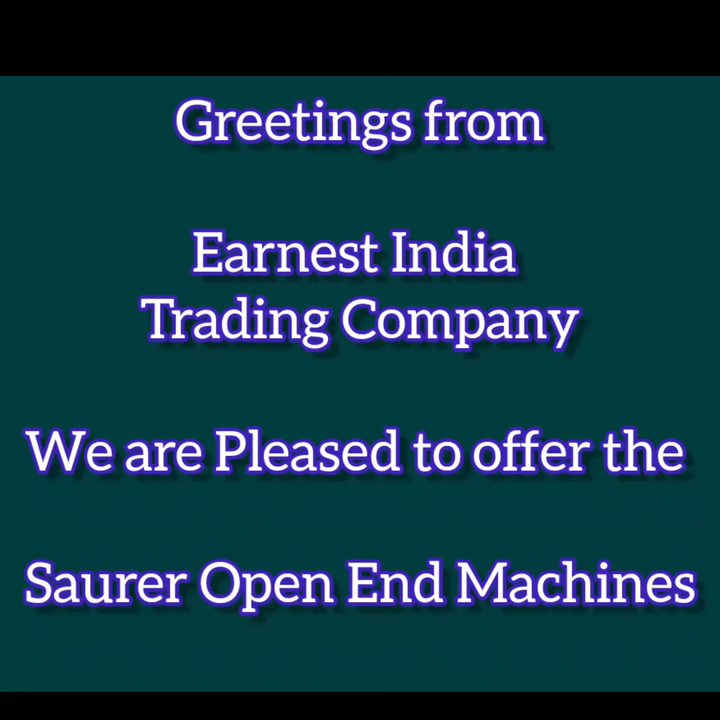 Greetings from
Earnest India
Trading Company
We are Pleased to offer the
Saurer Open End Machines